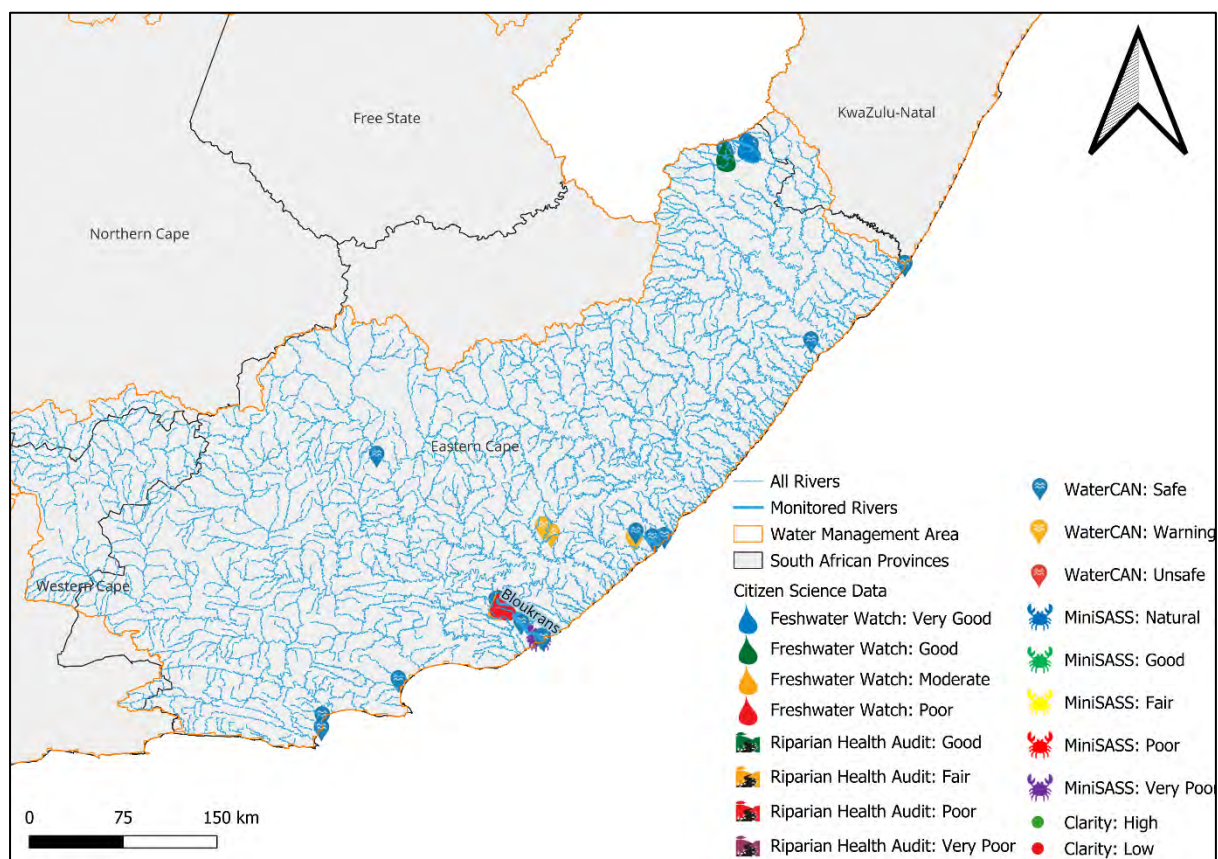 Free State
KwaZulu-Natal
Northern Cape
Eastern Cape
Western Cape
Bloukrans
0 75 150 km
All Rivers
Monitored Rivers
Water Management Area
South African Provinces
Citizen Science Data
Feshwater Watch: Very Good
Freshwater Watch: Good
Freshwater Watch: Moderate
Freshwater Watch: Poor
Riparian Health Audit: Good
Riparian Health Audit: Fair
Riparian Health Audit: Poor
Riparian Health Audit: Very Poor
WaterCAN: Safe
WaterCAN: Warning
WaterCAN: Unsafe
MiniSASS: Natural
MiniSASS: Good
MiniSASS: Fair
MiniSASS: Poor
MiniSASS: Very Poor
Clarity: High
Clarity: Low